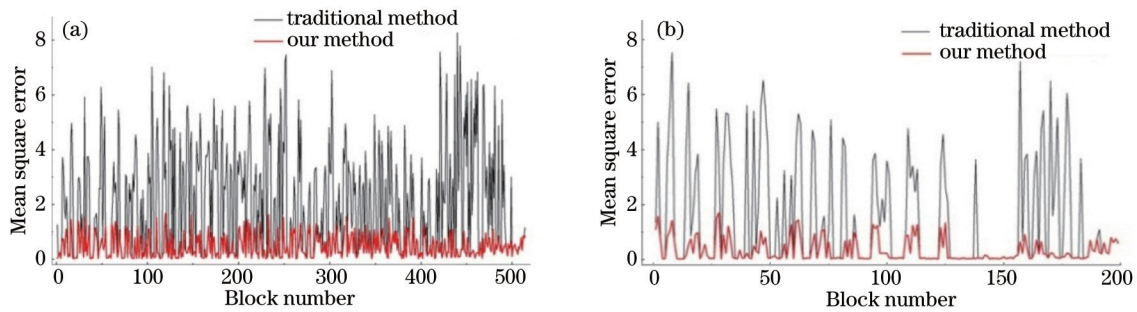 (a)
traditional method
our method
Mean square error
8
6
4
2
0
0
100
200
300
400
500
Block number
(b)
traditional method
our method
Mean square error
8
6
4
2
0
0
50
100
150
200
Block number